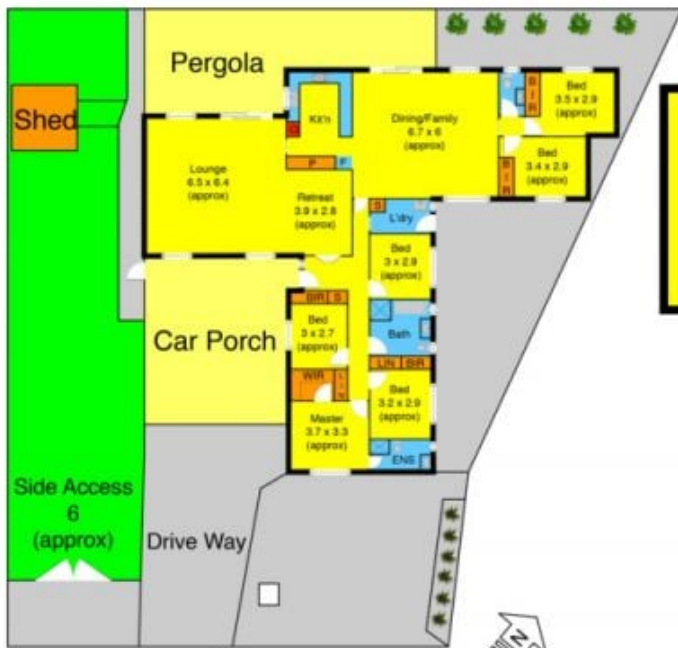 Pergola
Shed
Kit'n
Dining/Family
6.7 x 6
(approx)
B
I
R
Bed
3.5 x 2.9
(approx)
Bed
3.4 x 2.9
(approx)
B
I
R
Lounge
6.5 x 6.4
(approx)
P
F
Retreat
3.9 x 2.8
(approx)
S
L'dry
Bed
3 x 2.9
(approx)
BIR
S
Bed
3 x 2.7
(approx)
Bath
Car Porch
WIR
L
I
N
LIN
BIR
Bed
3.2 x 2.9
(approx)
Master
3.7 x 3.3
(approx)
ENS
Side Access
6
(approx)
Drive Way
N